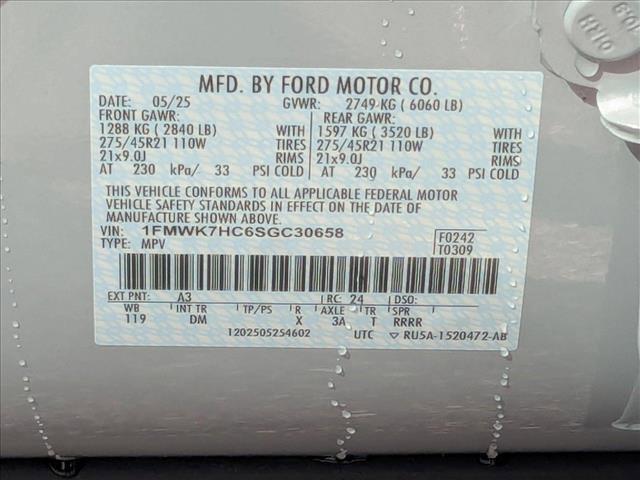 MFD. BY FORD MOTOR CO.
DATE: 05/25 GVWR: 2749 KG ( 6060 LB)
FRONT GAWR: REAR GAWR:
1288 KG ( 2840 LB) WITH 1597 KG ( 3520 LB) WITH
275/45R21 110W TIRES 275/45R21 110W TIRES
21x9.0J RIMS 21x9.0J RIMS
AT 230 kPa/ 33 PSI COLD AT 230 kPa/ 33 PSI COLD
THIS VEHICLE CONFORMS TO ALL APPLICABLE FEDERAL MOTOR
VEHICLE SAFETY STANDARDS IN EFFECT ON THE DATE OF
MANUFACTURE SHOWN ABOVE.
VIN: 1FMWK7HC6SGC30658
TYPE: MPV
F0242
T0309
EXT PNT: A3 RC: 24 DSO:
WB INT TR TP/PS R AXLE TR SPR
119 DM X 3A T RRRR
1202505254602 UTC ▽ RU5A-1520472-AB